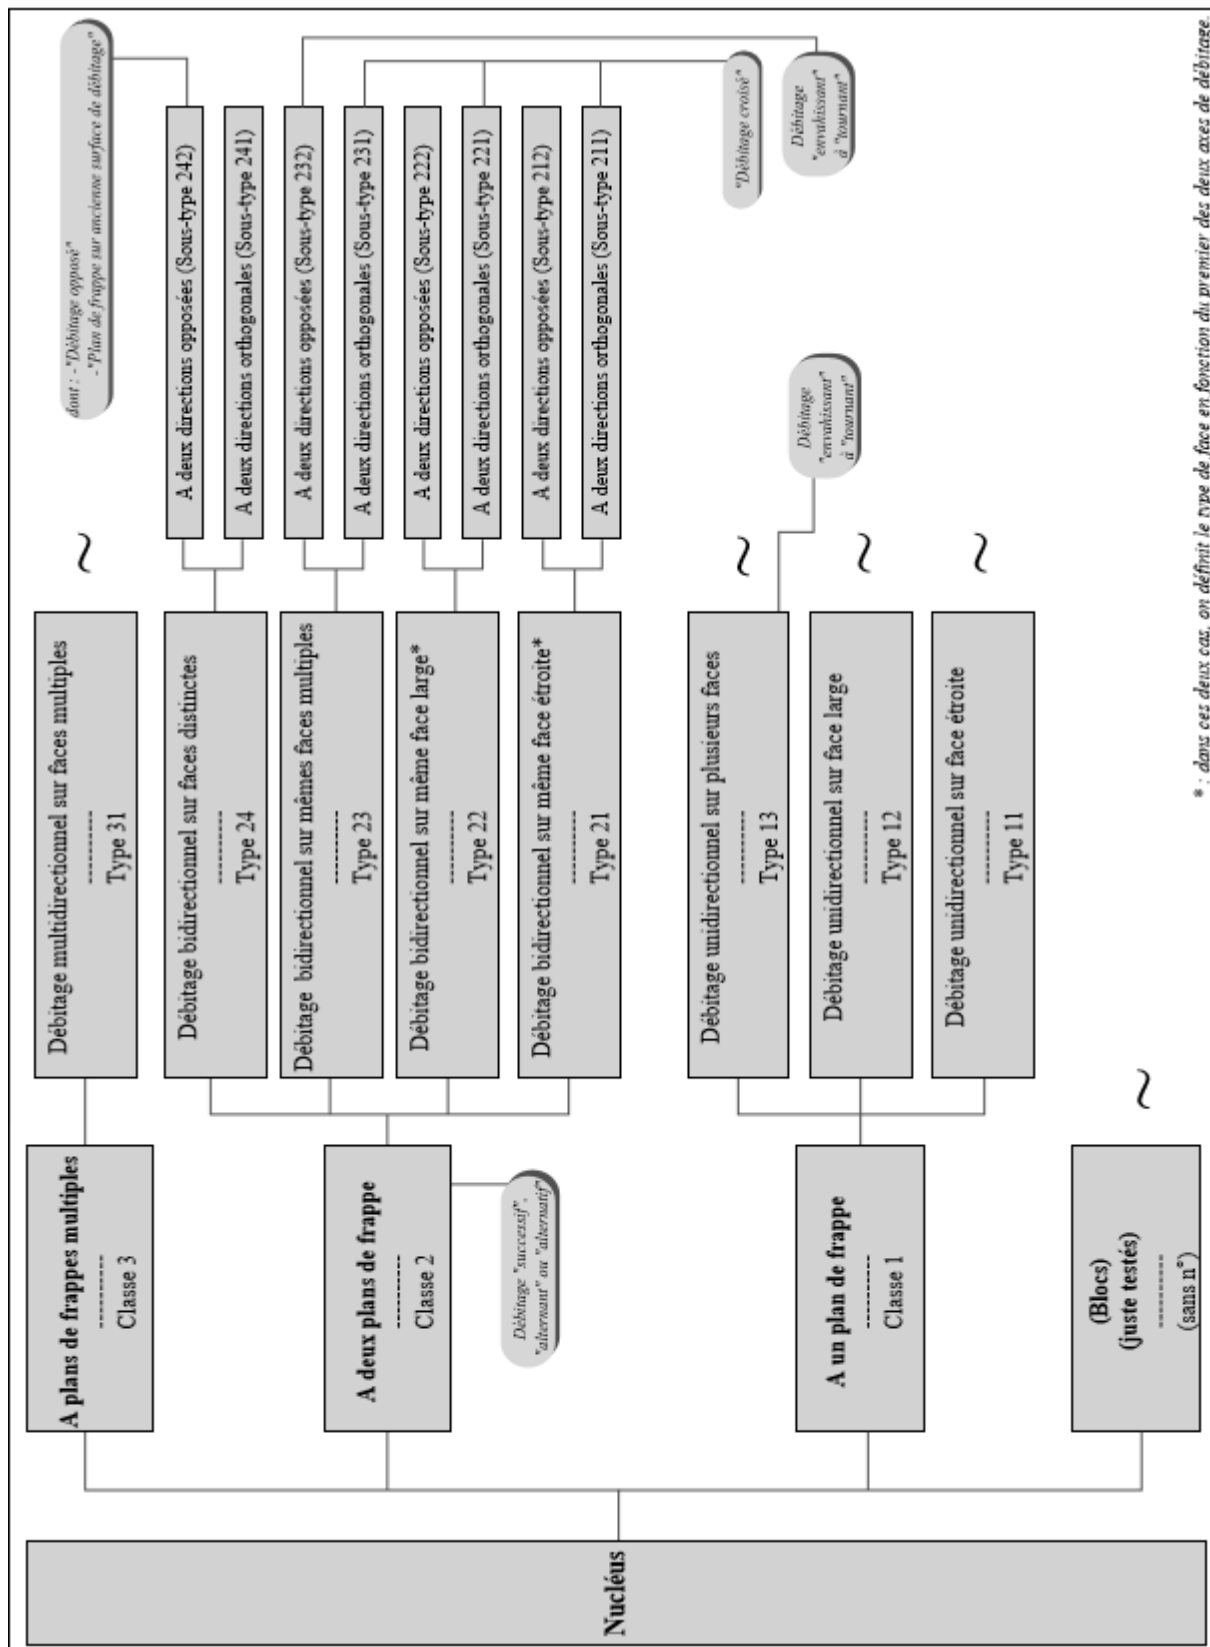 Nucléus
A plans de frappes multiples
----------
Classe 3
A deux plans de frappe
----------
Classe 2
Débitage "successif",
"alternant" ou "alternatif"
A un plan de frappe
----------
Classe 1
(Blocs)
(juste testés)
----------
(sans n°)
Débitage multidirectionnel sur faces multiples
----------
Type 31
Débitage bidirectionnel sur faces distinctes
----------
Type 24
Débitage bidirectionnel sur mêmes faces multiples
----------
Type 23
Débitage bidirectionnel sur même face large*
----------
Type 22
Débitage bidirectionnel sur même face étroite*
----------
Type 21
Débitage unidirectionnel sur plusieurs faces
----------
Type 13
Débitage unidirectionnel sur face large
----------
Type 12
Débitage unidirectionnel sur face étroite
----------
Type 11
~
~
~
~
~
A deux directions opposées (Sous-type 242)
A deux directions orthogonales (Sous-type 241)
A deux directions opposées (Sous-type 232)
A deux directions orthogonales (Sous-type 231)
A deux directions opposées (Sous-type 222)
A deux directions orthogonales (Sous-type 221)
A deux directions opposées (Sous-type 212)
A deux directions orthogonales (Sous-type 211)
dont : -"Débitage opposé"
-"Plan de frappe sur ancienne surface de débitage"
"Débitage croisé"
Débitage
"envahissant"
à "tournant"
Débitage
"envahissant"
à "tournant"
* : dans ces deux cas, on définit le type de face en fonction du premier des deux axes de débitage.